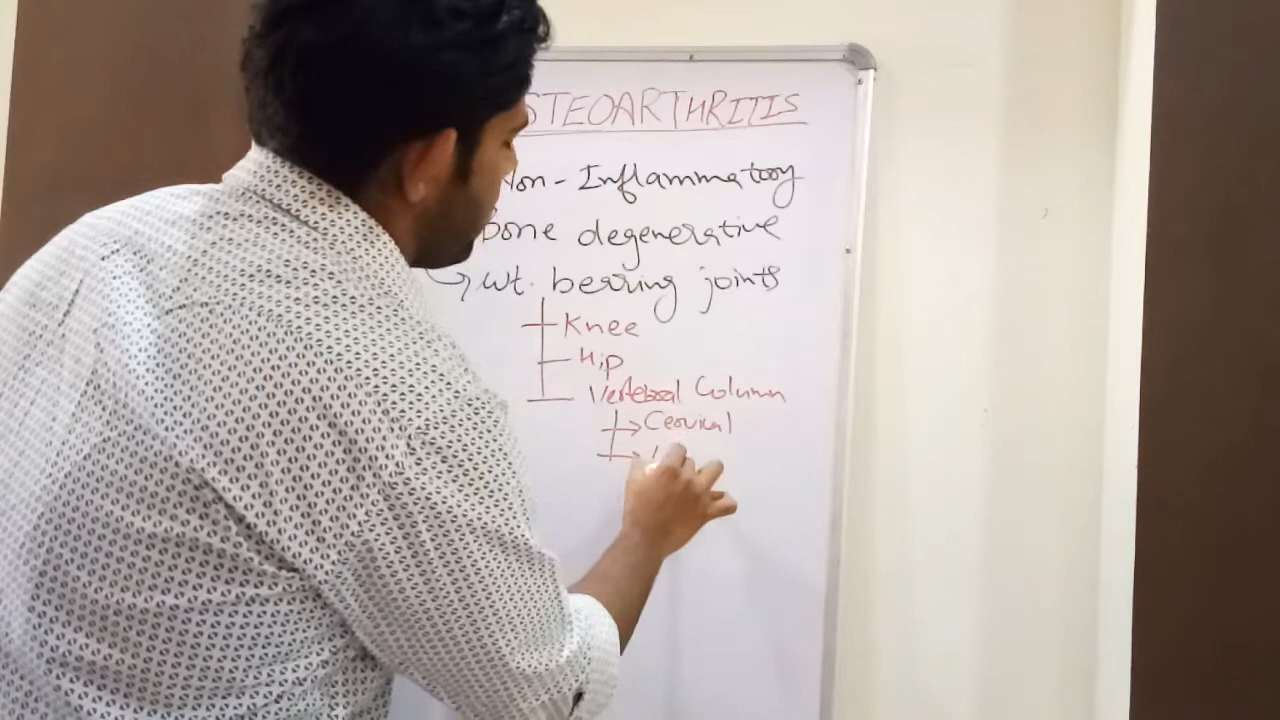 STEOARTHRITIS
Non-Inflammatory
Bone degenerative
Wt. bearing joints
Knee
Hip
Vertebral Column
Cervical